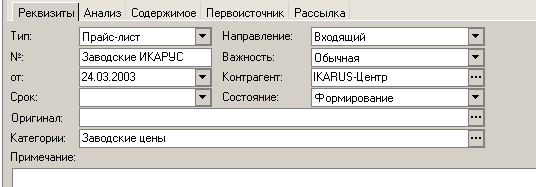 Реквизиты Анализ Содержимое Первоисточник Рассылка
Тип: Прайс-лист Направление: Входящий
№: Заводские ИКАРУС Важность: Обычная
от: 24.03.2003 Контрагент: IKARUS-Центр
Срок: Состояние: Формирование
Оригинал:
Категории: Заводские цены
Примечание: